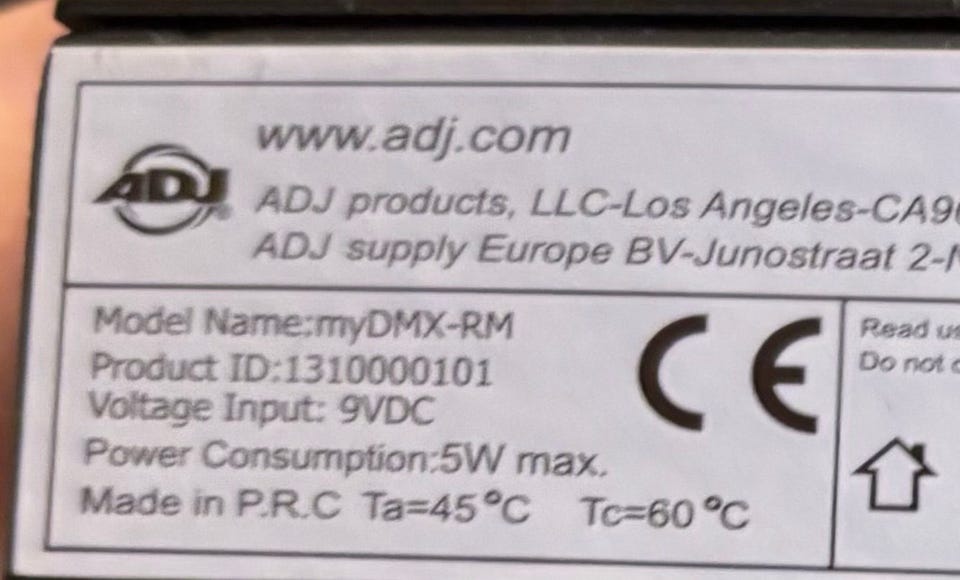 www.adj.com
ADJ
ADJ products, LLC-Los Angeles-CA90
ADJ supply Europe BV-Junostraat 2-
Model Name:myDMX-RM
Product ID:1310000101
Voltage Input: 9VDC
Power Consumption:5W max.
Made in P.R.C Ta=45°C Tc=60°C
CE
Read us
Do not